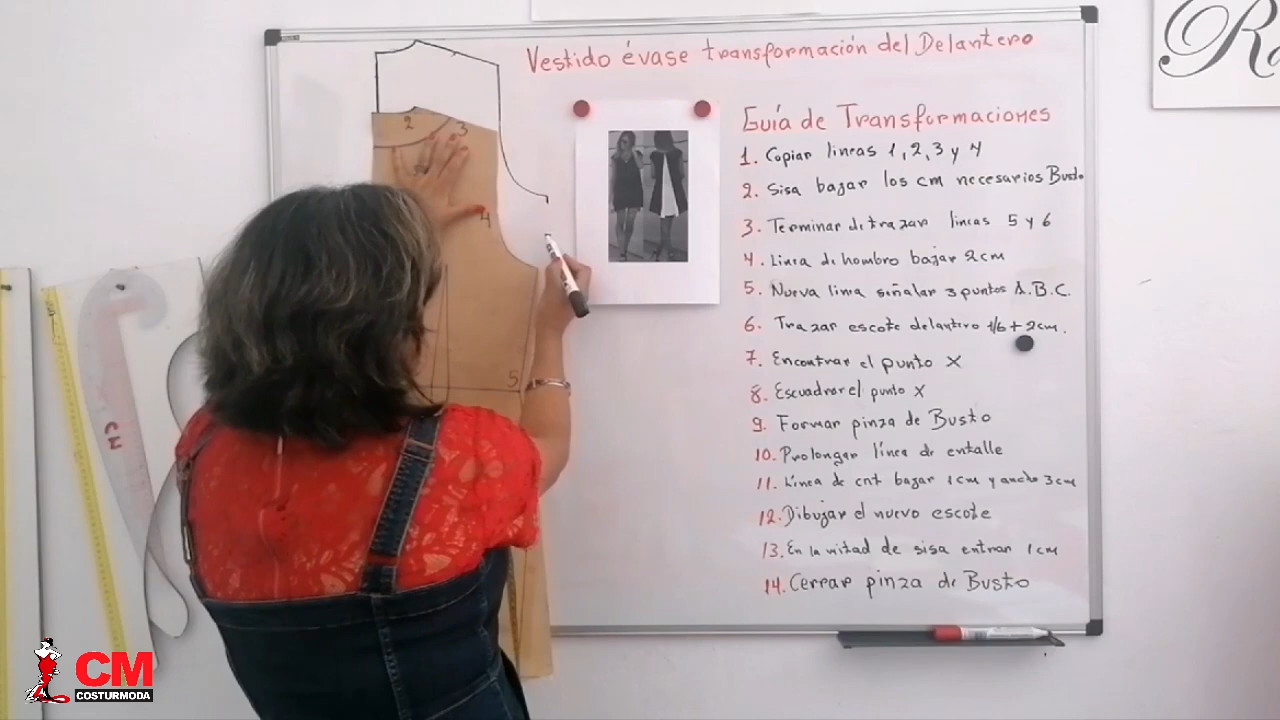 Vestido évase transformación del Delantero
Guía de Transformaciones
1. Copiar lineas 1, 2, 3 y 4
2. Sisa bajar los cm necesarios Busto
3. Terminar de trazar lineas 5 y 6
4. Linea de hombro bajar 2cm
5. Nueva linea señalar 3 puntos A.B.C.
6. Trazar escote delantero 1/6 + 2cm.
7. Encontrar el punto X
8. Escuadrar el punto X
9. Formar pinza de Busto
10. Prolongar línea de entalle
11. Linea de cnt bajar 1cm y ancho 3cm
12. Dibujar el nuevo escote
13. En la mitad de sisa entrar 1cm
14. Cerrar pinza de Busto
2
3
4
5
CM
CM
COSTURMODA